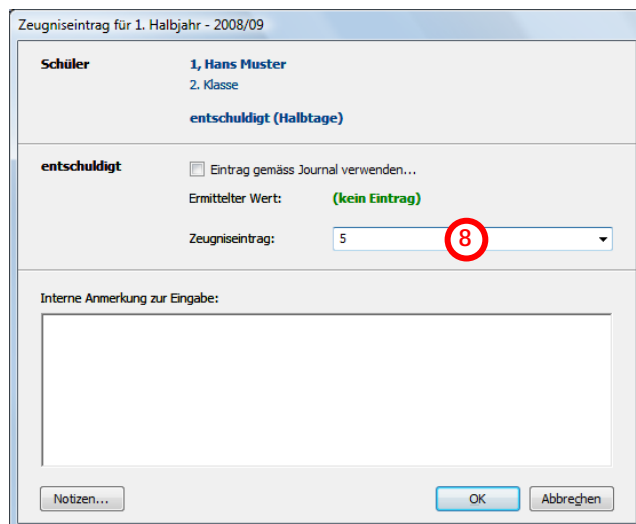 Zeugniseintrag für 1. Halbjahr - 2008/09
Schüler 1, Hans Muster
2. Klasse
entschuldigt (Halbtage)
entschuldigt Eintrag gemäss Journal verwenden...
Ermittelter Wert: (kein Eintrag)
Zeugniseintrag: 5 8
Interne Anmerkung zur Eingabe:
Notizen... OK Abbrechen